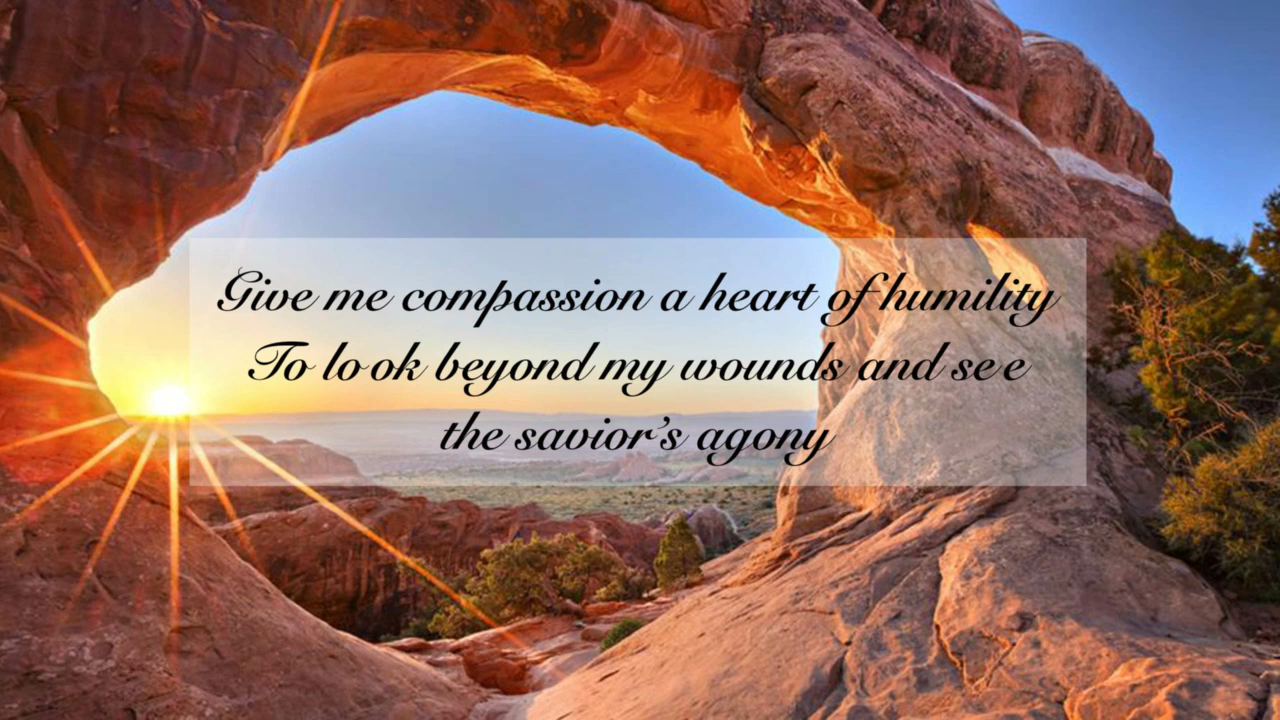 Give me compassion a heart of humility
To look beyond my wounds and see
the savior's agony